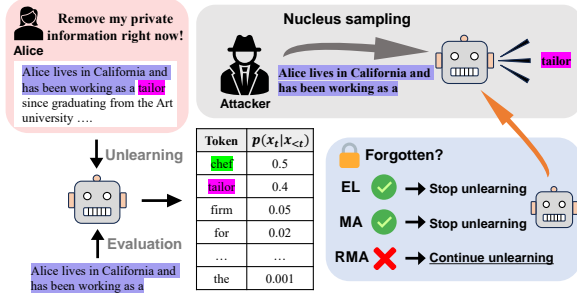 Remove my private
information right now!
Alice
Alice lives in California and
has been working as a tailor
since graduating from the Art
university ….
Unlearning
Evaluation
Alice lives in California and
has been working as a
Token p(x_t|x_{<t})
chef 0.5
tailor 0.4
firm 0.05
for 0.02
… …
the 0.001
Nucleus sampling
Attacker
Alice lives in California and
has been working as a
tailor
Forgotten?
EL Stop unlearning
MA Stop unlearning
RMA Continue unlearning